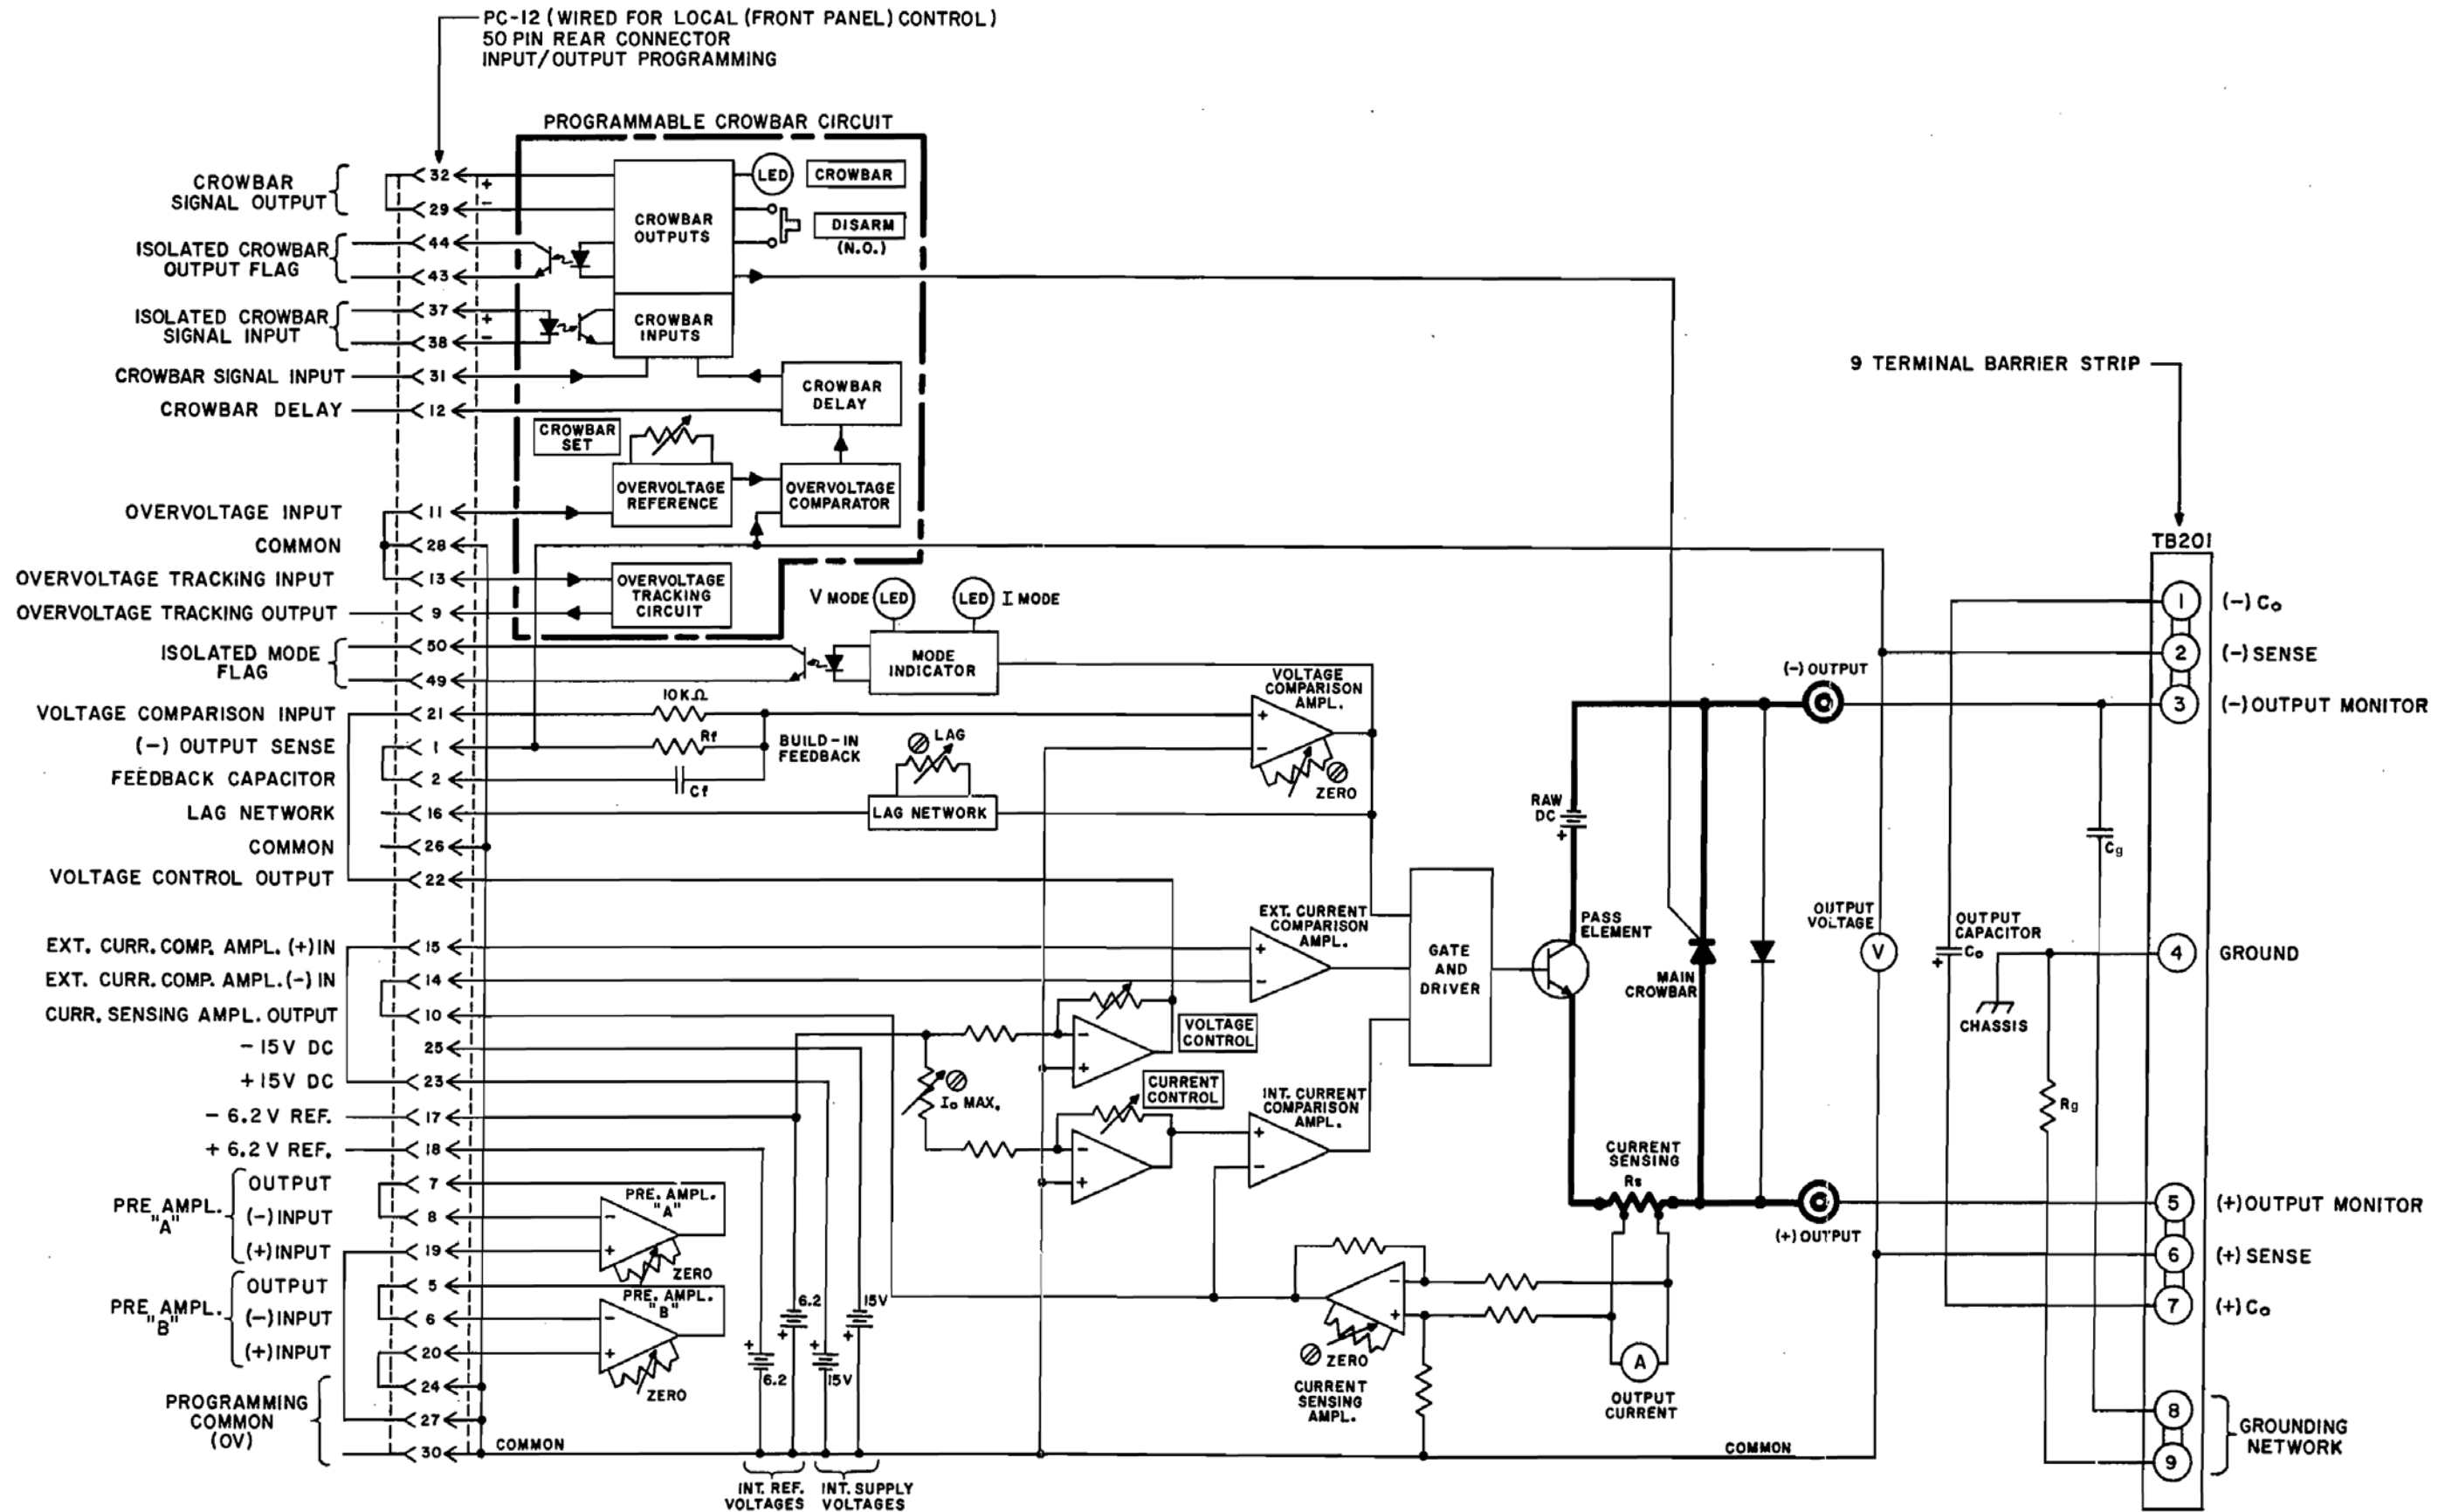 PC-12 (WIRED FOR LOCAL (FRONT PANEL) CONTROL)
50 PIN REAR CONNECTOR
INPUT/OUTPUT PROGRAMMING
PROGRAMMABLE CROWBAR CIRCUIT
CROWBAR
SIGNAL OUTPUT
32
+
29
-
ISOLATED CROWBAR
OUTPUT FLAG
44
43
ISOLATED CROWBAR
SIGNAL INPUT
37
+
38
-
CROWBAR SIGNAL INPUT
31
CROWBAR DELAY
12
CROWBAR
OUTPUTS
LED
CROWBAR
DISARM
(N.O.)
CROWBAR
INPUTS
CROWBAR
DELAY
CROWBAR
SET
OVERVOLTAGE
REFERENCE
OVERVOLTAGE
COMPARATOR
OVERVOLTAGE INPUT
11
COMMON
28
OVERVOLTAGE TRACKING INPUT
13
OVERVOLTAGE TRACKING OUTPUT
9
OVERVOLTAGE
TRACKING
CIRCUIT
V MODE
LED
LED
I MODE
ISOLATED MODE
FLAG
50
49
MODE
INDICATOR
VOLTAGE COMPARISON INPUT
21
10K Ω
(-) OUTPUT SENSE
1
Rf
BUILD-IN
FEEDBACK
FEEDBACK CAPACITOR
2
Cf
LAG
LAG NETWORK
16
LAG NETWORK
COMMON
26
VOLTAGE CONTROL OUTPUT
22
VOLTAGE
COMPARISON
AMPL.
+
-
ZERO
EXT. CURR. COMP. AMPL. (+) IN
15
EXT. CURR. COMP. AMPL. (-) IN
14
CURR. SENSING AMPL. OUTPUT
10
- 15V DC
25
+ 15V DC
23
- 6.2 V REF.
17
+ 6.2 V REF.
18
EXT. CURRENT
COMPARISON
AMPL.
+
-
VOLTAGE
CONTROL
-
+
Io MAX.
CURRENT
CONTROL
-
+
INT. CURRENT
COMPARISON
AMPL.
+
-
GATE
AND
DRIVER
PRE AMPL.
"A"
OUTPUT
7
(-) INPUT
8
(+) INPUT
19
PRE. AMPL.
"A"
-
+
ZERO
PRE AMPL.
"B"
OUTPUT
5
(-) INPUT
6
(+) INPUT
20
PRE. AMPL.
"B"
-
+
ZERO
PROGRAMMING
COMMON
(OV)
24
27
30
COMMON
6.2
+
15V
+
+
6.2
+
15V
INT. REF.
VOLTAGES
INT. SUPPLY
VOLTAGES
-
+
ZERO
CURRENT
SENSING
AMPL.
A
OUTPUT
CURRENT
COMMON
RAW
DC
+
PASS
ELEMENT
MAIN
CROWBAR
CURRENT
SENSING
Rs
(-) OUTPUT
(+) OUTPUT
OUTPUT
VOLTAGE
V
OUTPUT
CAPACITOR
Co
+
CHASSIS
Cg
Rg
9 TERMINAL BARRIER STRIP
TB201
1
(-) Co
2
(-) SENSE
3
(-) OUTPUT MONITOR
4
GROUND
5
(+) OUTPUT MONITOR
6
(+) SENSE
7
(+) Co
8
9
GROUNDING
NETWORK